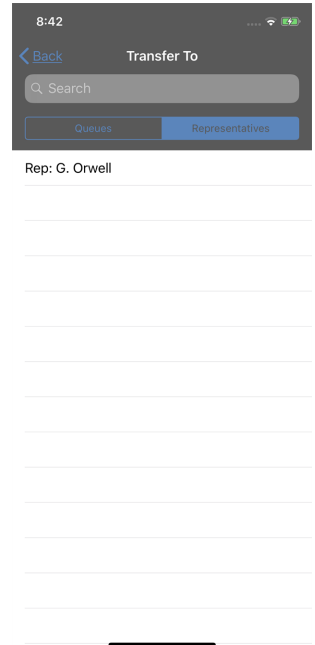 8:42
Back Transfer To
Search
Queues Representatives
Rep: G. Orwell